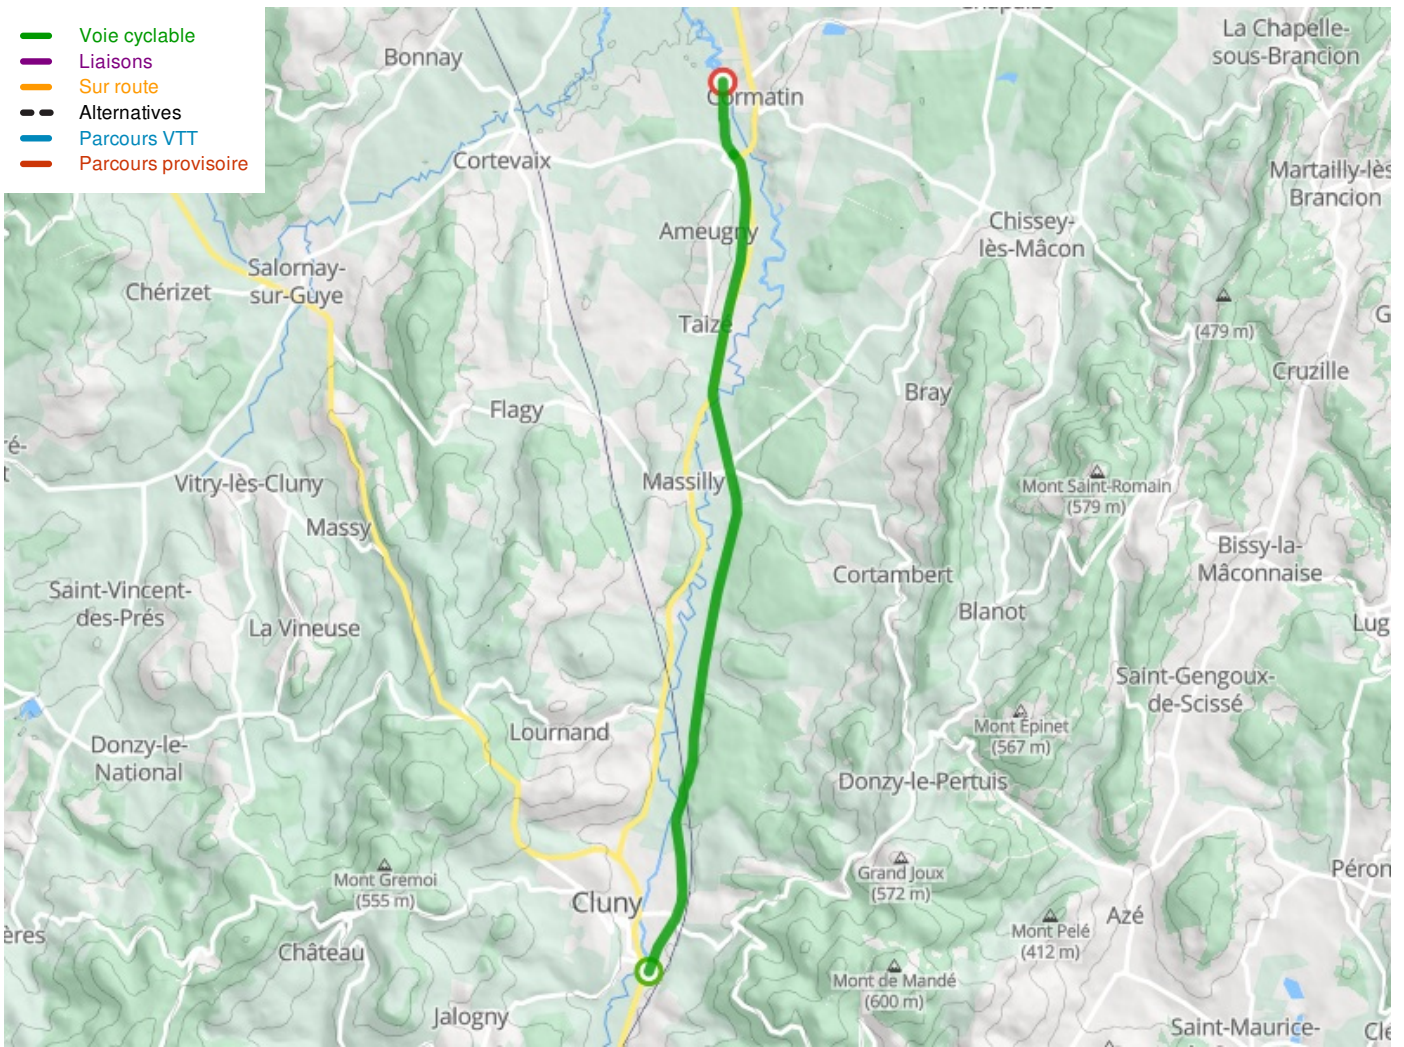 Voie cyclable
Liaisons
Sur route
Alternatives
Parcours VTT
Parcours provisoire
Bonnay
La Chapelle-
sous-Brancion
Cormatin
Cortevaix
Martailly-lès
Brancion
Ameugny
Chissey-
lès-Mâcon
Salornay-
sur-Guye
Chérizet
Taizé
(479 m)
Cruzille
Bray
Flagy
Massilly
Vitry-lès-Cluny
Mont Saint-Romain
(579 m)
Massy
Bissy-la-
Mâconnaise
Cortambert
Saint-Vincent-
des-Prés
Blanot
La Vineuse
Lug
Saint-Gengoux-
de-Scissé
Mont Épinet
(567 m)
Lournand
Donzy-le-
National
Donzy-le-Pertuis
Mont Gremoi
(555 m)
Grand Joux
(572 m)
Péron
Cluny
Mont Pelé
(412 m)
Azé
ères
Château
Mont de Mandé
(600 m)
Jalogny
Saint-Maurice-